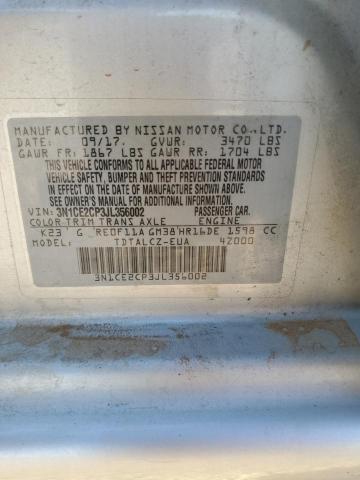 MANUFACTURED BY NISSAN MOTOR CO., LTD.
DATE: 09/17. GVWR: 3470 LBS
GAWR FR: 1867 LBS GAWR RR: 1704 LBS
THIS VEHICLE CONFORMS TO ALL APPLICABLE FEDERAL MOTOR
VEHICLE SAFETY, BUMPER AND THEFT PREVENTION STANDARDS
IN EFFECT ON THE DATE OF MANUFACTURE SHOWN ABOVE.
SEE OWNER'S MANUAL FOR ADDITIONAL INFORMATION.
VIN: 3N1CE2CP3JL356002 PASSENGER CAR.
COLOR TRIM TRANS AXLE ENGINE
K23 G RE0F11A GM38 HR16DE 1598 CC
MODEL: TDTALCZ-EUA 42000
3N1CE2CP3JL356002